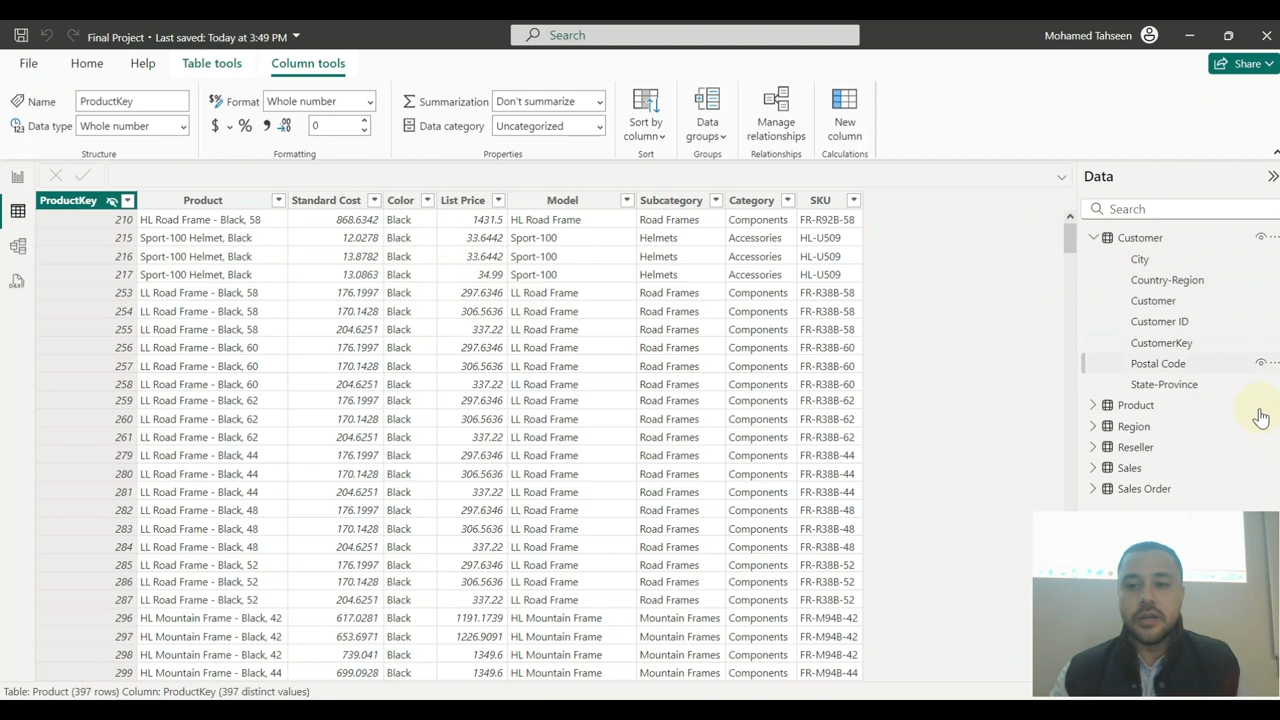 Final Project • Last saved: Today at 3:49 PM
Search
Mohamed Tahseen
File Home Help Table tools Column tools
Share
Name ProductKey
Data type Whole number
Structure
Format Whole number
$ % 0
Formatting
Summarization Don't summarize
Data category Uncategorized
Properties
Sort by column
Sort
Data groups
Groups
Manage relationships
Relationships
New column
Calculations
ProductKey Product Standard Cost Color List Price Model Subcategory Category SKU
210 HL Road Frame - Black, 58 868.6342 Black 1431.5 HL Road Frame Road Frames Components FR-R92B-58
215 Sport-100 Helmet, Black 12.0278 Black 33.6442 Sport-100 Helmets Accessories HL-U509
216 Sport-100 Helmet, Black 13.8782 Black 33.6442 Sport-100 Helmets Accessories HL-U509
217 Sport-100 Helmet, Black 13.0863 Black 34.99 Sport-100 Helmets Accessories HL-U509
253 LL Road Frame - Black, 58 176.1997 Black 297.6346 LL Road Frame Road Frames Components FR-R38B-58
254 LL Road Frame - Black, 58 170.1428 Black 306.5636 LL Road Frame Road Frames Components FR-R38B-58
255 LL Road Frame - Black, 58 204.6251 Black 337.22 LL Road Frame Road Frames Components FR-R38B-58
256 LL Road Frame - Black, 60 176.1997 Black 297.6346 LL Road Frame Road Frames Components FR-R38B-60
257 LL Road Frame - Black, 60 170.1428 Black 306.5636 LL Road Frame Road Frames Components FR-R38B-60
258 LL Road Frame - Black, 60 204.6251 Black 337.22 LL Road Frame Road Frames Components FR-R38B-60
259 LL Road Frame - Black, 62 176.1997 Black 297.6346 LL Road Frame Road Frames Components FR-R38B-62
260 LL Road Frame - Black, 62 170.1428 Black 306.5636 LL Road Frame Road Frames Components FR-R38B-62
261 LL Road Frame - Black, 62 204.6251 Black 337.22 LL Road Frame Road Frames Components FR-R38B-62
279 LL Road Frame - Black, 44 176.1997 Black 297.6346 LL Road Frame Road Frames Components FR-R38B-44
280 LL Road Frame - Black, 44 170.1428 Black 306.5636 LL Road Frame Road Frames Components FR-R38B-44
281 LL Road Frame - Black, 44 204.6251 Black 337.22 LL Road Frame Road Frames Components FR-R38B-44
282 LL Road Frame - Black, 48 176.1997 Black 297.6346 LL Road Frame Road Frames Components FR-R38B-48
283 LL Road Frame - Black, 48 170.1428 Black 306.5636 LL Road Frame Road Frames Components FR-R38B-48
284 LL Road Frame - Black, 48 204.6251 Black 337.22 LL Road Frame Road Frames Components FR-R38B-48
285 LL Road Frame - Black, 52 176.1997 Black 297.6346 LL Road Frame Road Frames Components FR-R38B-52
286 LL Road Frame - Black, 52 170.1428 Black 306.5636 LL Road Frame Road Frames Components FR-R38B-52
287 LL Road Frame - Black, 52 204.6251 Black 337.22 LL Road Frame Road Frames Components FR-R38B-52
296 HL Mountain Frame - Black, 42 617.0281 Black 1191.1739 HL Mountain Frame Mountain Frames Components FR-M94B-42
297 HL Mountain Frame - Black, 42 653.6971 Black 1226.9091 HL Mountain Frame Mountain Frames Components FR-M94B-42
298 HL Mountain Frame - Black, 42 739.041 Black 1349.6 HL Mountain Frame Mountain Frames Components FR-M94B-42
299 HL Mountain Frame - Black, 44 699.0928 Black 1349.6 HL Mountain Frame Mountain Frames Components FR-M94B-44
Table: Product (397 rows) Column: ProductKey (397 distinct values)
Data
Search
Customer
City
Country-Region
Customer
Customer ID
CustomerKey
Postal Code
State-Province
Product
Region
Reseller
Sales
Sales Order